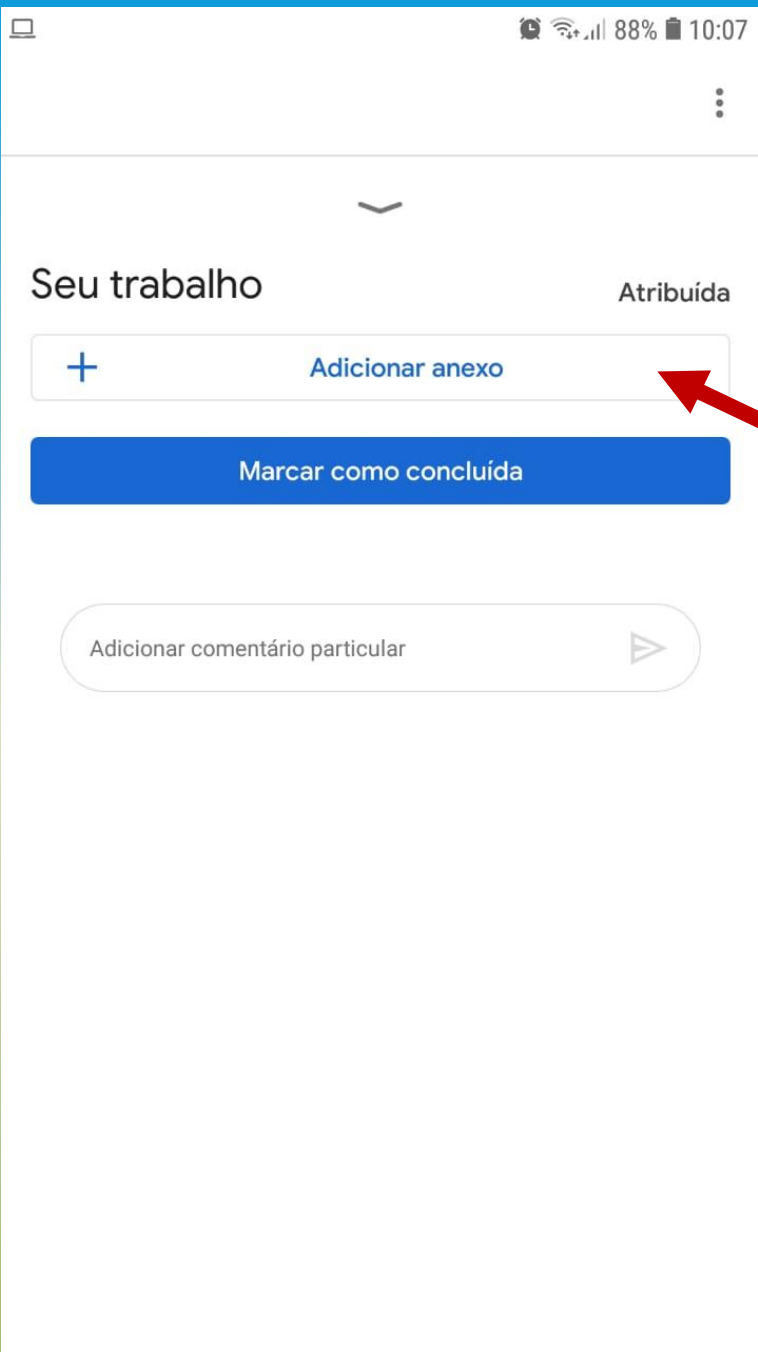 88% 10:07
Seu trabalho
Atribuída
Adicionar anexo
Marcar como concluída
Adicionar comentário particular